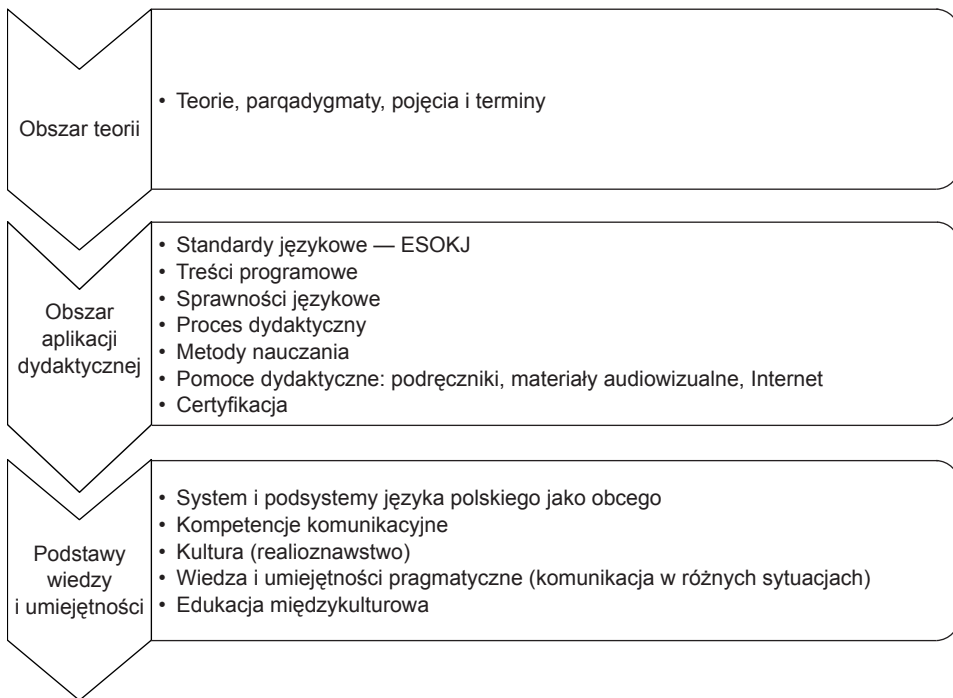 Obszar teorii
• Teorie, parqadygmaty, pojęcia i terminy
Obszar
aplikacji
dydaktycznej
• Standardy językowe — ESOKJ
• Treści programowe
• Sprawności językowe
• Proces dydaktyczny
• Metody nauczania
• Pomoce dydaktyczne: podręczniki, materiały audiowizualne, Internet
• Certyfikacja
Podstawy
wiedzy
i umiejętności
• System i podsystemy języka polskiego jako obcego
• Kompetencje komunikacyjne
• Kultura (realioznawstwo)
• Wiedza i umiejętności pragmatyczne (komunikacja w różnych sytuacjach)
• Edukacja międzykulturowa